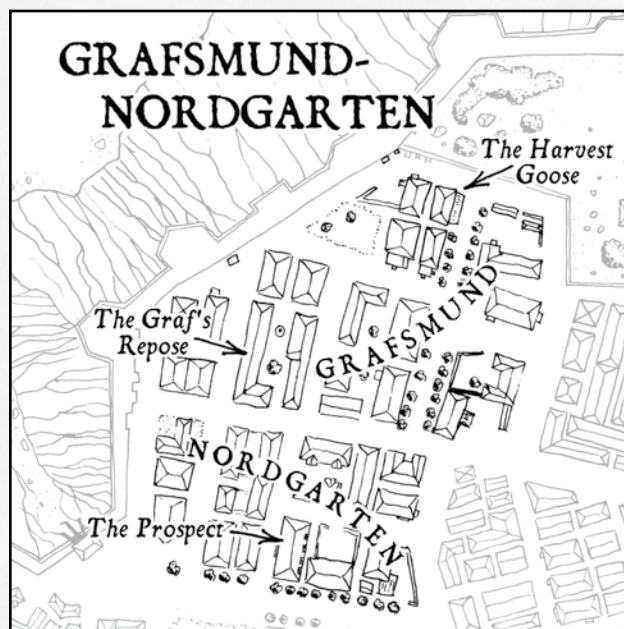 GRAFSMUND-
NORDGARTEN
The Harvest
Goose
GRAFSMUND
The Graf's
Repose
NORDGARTEN
The Prospect